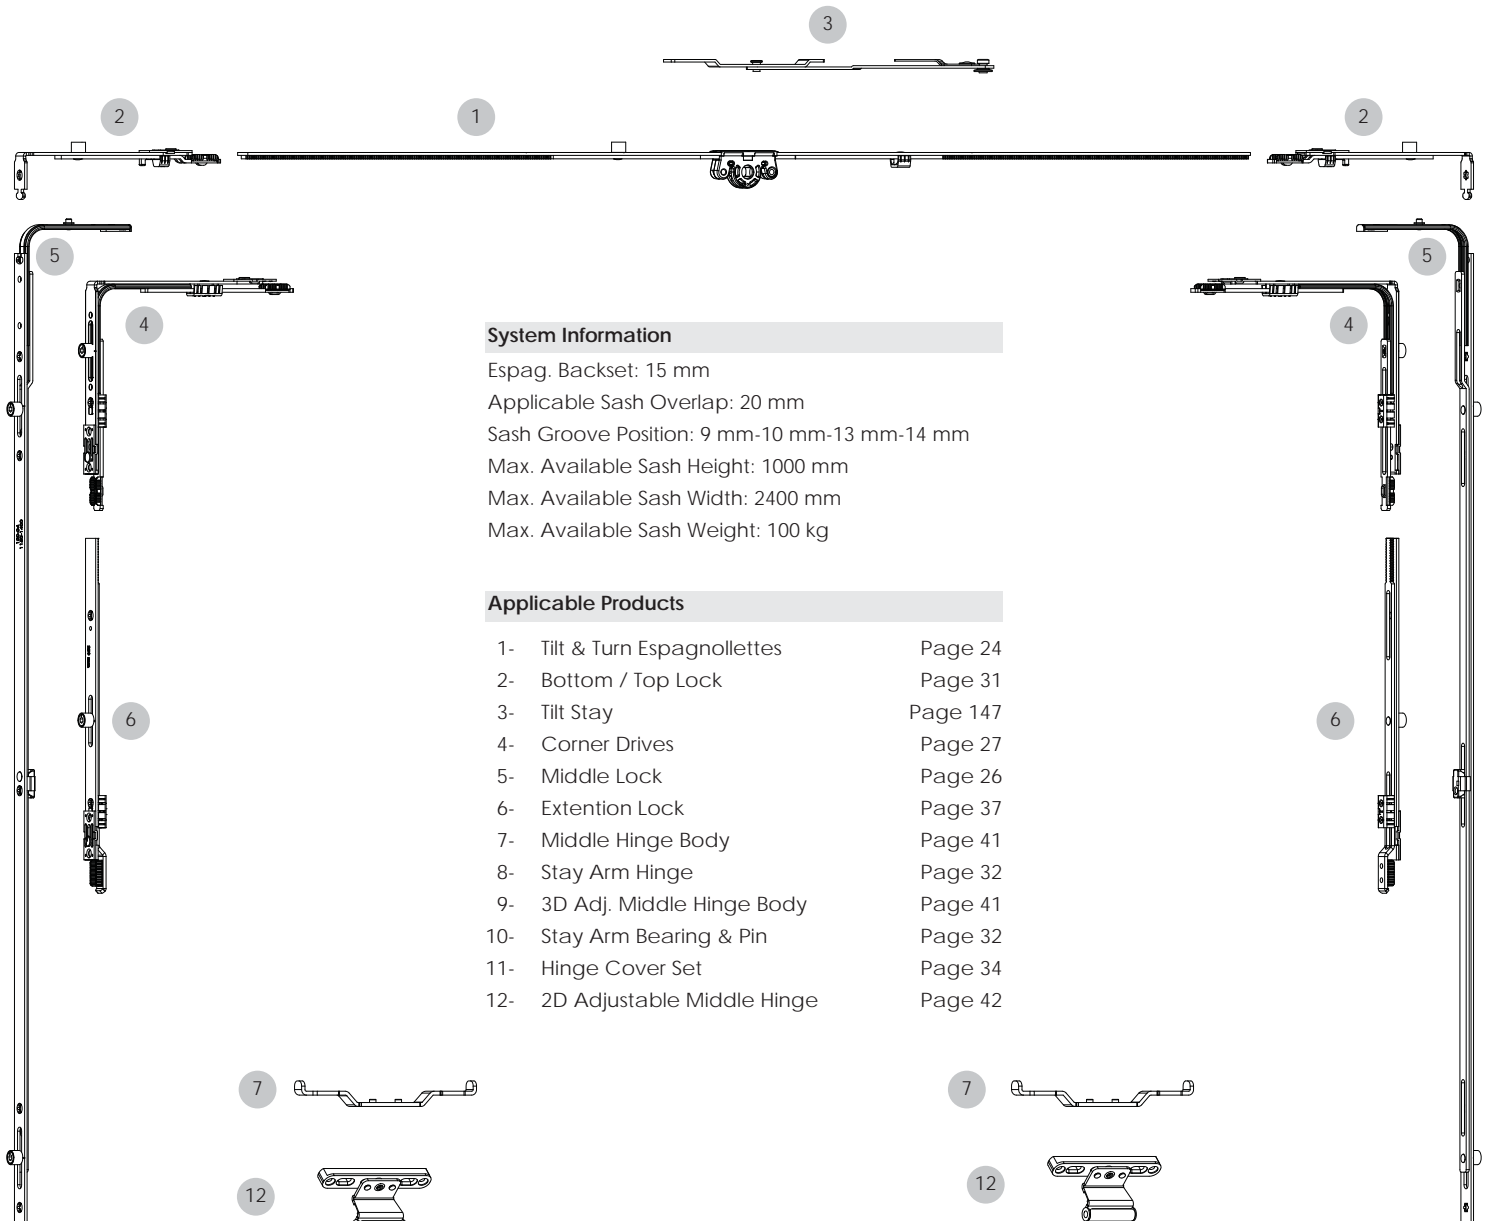 3
2
1
2
5
5
4
4
System Information
Espag. Backset: 15 mm
Applicable Sash Overlap: 20 mm
Sash Groove Position: 9 mm-10 mm-13 mm-14 mm
Max. Available Sash Height: 1000 mm
Max. Available Sash Width: 2400 mm
Max. Available Sash Weight: 100 kg
Applicable Products
1- Tilt & Turn Espagnollettes Page 24
2- Bottom / Top Lock Page 31
3- Tilt Stay Page 147
4- Corner Drives Page 27
5- Middle Lock Page 26
6- Extention Lock Page 37
7- Middle Hinge Body Page 41
8- Stay Arm Hinge Page 32
9- 3D Adj. Middle Hinge Body Page 41
10- Stay Arm Bearing & Pin Page 32
11- Hinge Cover Set Page 34
12- 2D Adjustable Middle Hinge Page 42
6
6
7
7
12
12